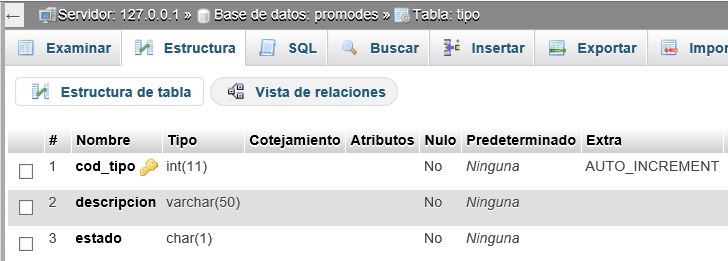 Servidor: 127.0.0.1 » Base de datos: promodes » Tabla: tipo
Examinar Estructura SQL Buscar Insertar Exportar Impor
Estructura de tabla Vista de relaciones
# Nombre Tipo Cotejamiento Atributos Nulo Predeterminado Extra
1 cod_tipo int(11) No Ninguna AUTO_INCREMENT
2 descripcion varchar(50) No Ninguna
3 estado char(1) No Ninguna